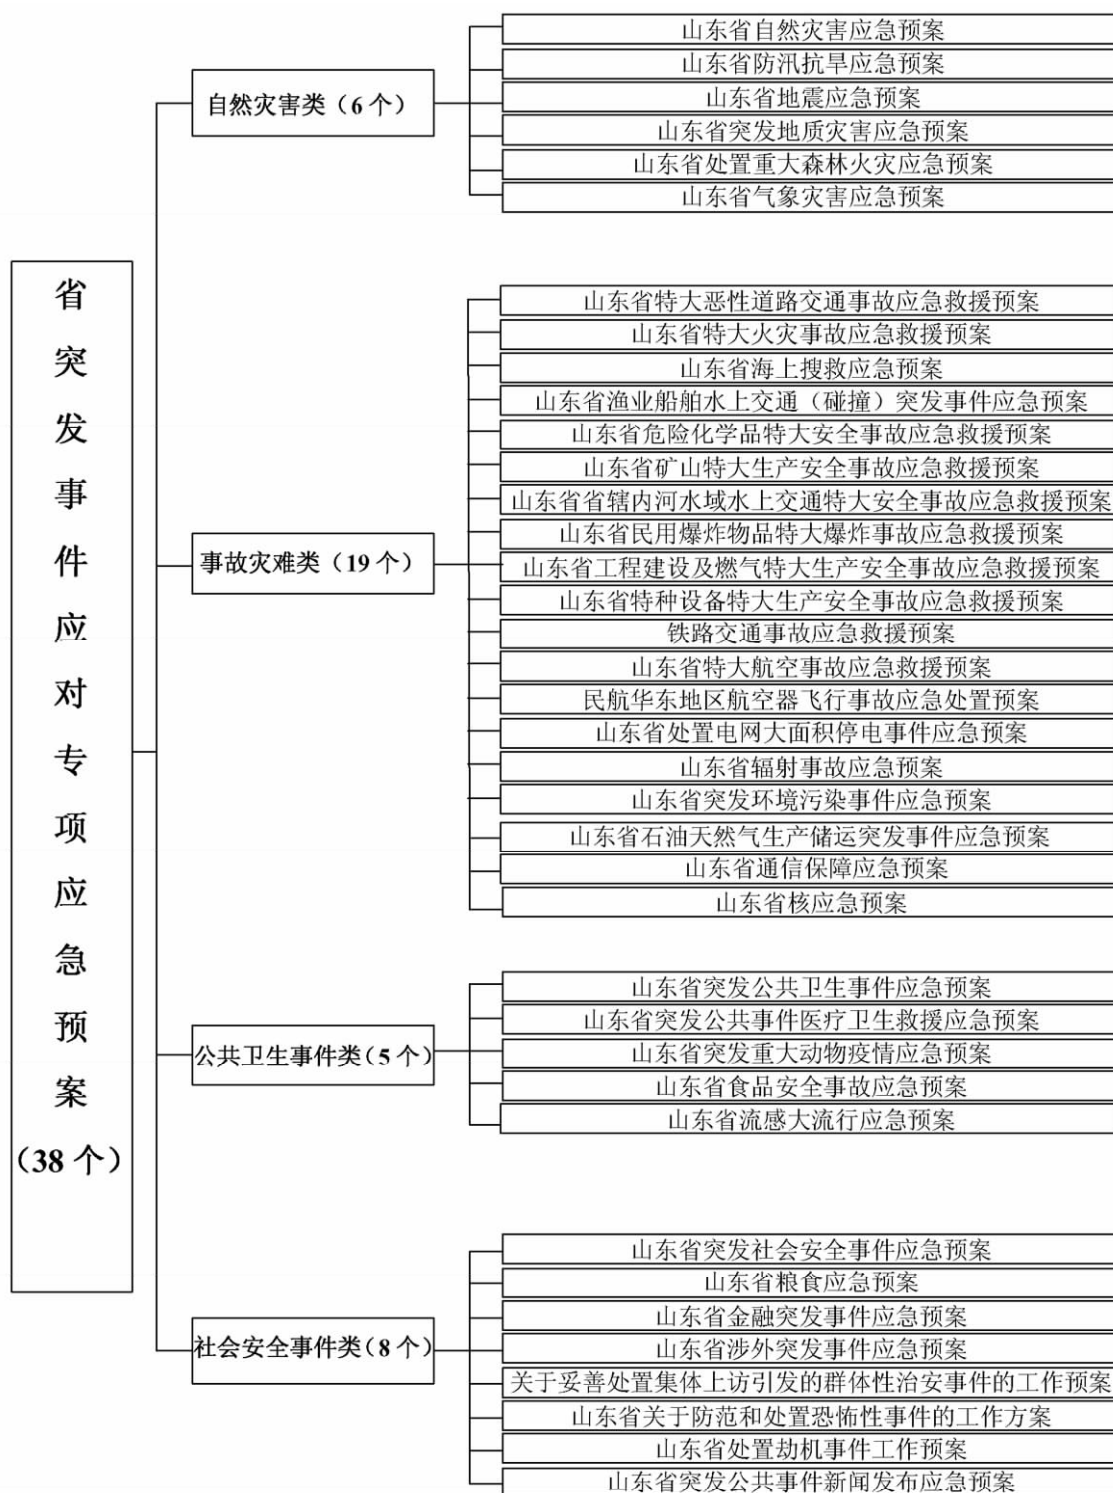 省突发事件应对专项应急预案
（38 个）
自然灾害类（6 个）
山东省自然灾害应急预案
山东省防汛抗旱应急预案
山东省地震应急预案
山东省突发地质灾害应急预案
山东省处置重大森林火灾应急预案
山东省气象灾害应急预案
事故灾难类（19 个）
山东省特大恶性道路交通事故应急救援预案
山东省特大火灾事故应急救援预案
山东省海上搜救应急预案
山东省渔业船舶水上交通（碰撞）突发事件应急预案
山东省危险化学品特大安全事故应急救援预案
山东省矿山特大生产安全事故应急救援预案
山东省省辖内河水域水上交通特大安全事故应急救援预案
山东省民用爆炸物品特大爆炸事故应急救援预案
山东省工程建设及燃气特大生产安全事故应急救援预案
山东省特种设备特大生产安全事故应急救援预案
铁路交通事故应急救援预案
山东省特大航空事故应急救援预案
民航华东地区航空器飞行事故应急处置预案
山东省处置电网大面积停电事件应急预案
山东省辐射事故应急预案
山东省突发环境污染事件应急预案
山东省石油天然气生产储运突发事件应急预案
山东省通信保障应急预案
山东省核应急预案
公共卫生事件类（5 个）
山东省突发公共卫生事件应急预案
山东省突发公共事件医疗卫生救援应急预案
山东省突发重大动物疫情应急预案
山东省食品安全事故应急预案
山东省流感大流行应急预案
社会安全事件类（8 个）
山东省突发社会安全事件应急预案
山东省粮食应急预案
山东省金融突发事件应急预案
山东省涉外突发事件应急预案
关于妥善处置集体上访引发的群体性治安事件的工作预案
山东省关于防范和处置恐怖性事件的工作方案
山东省处置劫机事件工作预案
山东省突发公共事件新闻发布应急预案